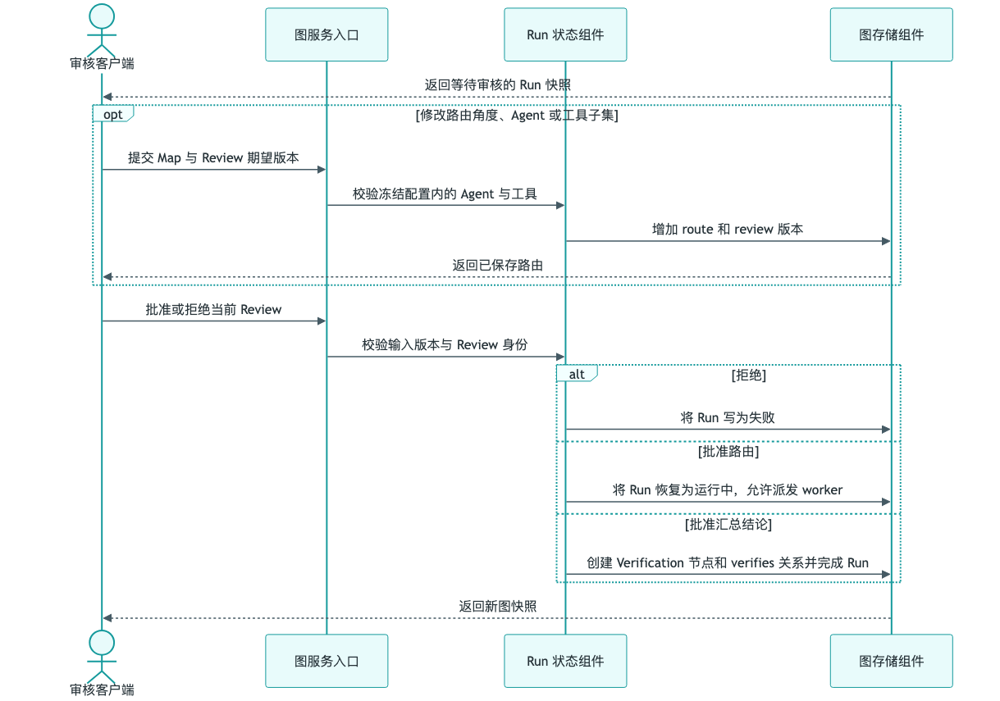 图服务入口
Run 状态组件
图存储组件
审核客户端
返回等待审核的 Run 快照
opt
[修改路由角度、Agent 或工具子集]
提交 Map 与 Review 期望版本
校验冻结配置内的 Agent 与工具
增加 route 和 review 版本
返回已保存路由
批准或拒绝当前 Review
校验输入版本与 Review 身份
alt
[拒绝]
将 Run 写为失败
[批准路由]
将 Run 恢复为运行中，允许派发 worker
[批准汇总结论]
创建 Verification 节点和 verifies 关系并完成 Run
返回新图快照
图服务入口
Run 状态组件
图存储组件
审核客户端